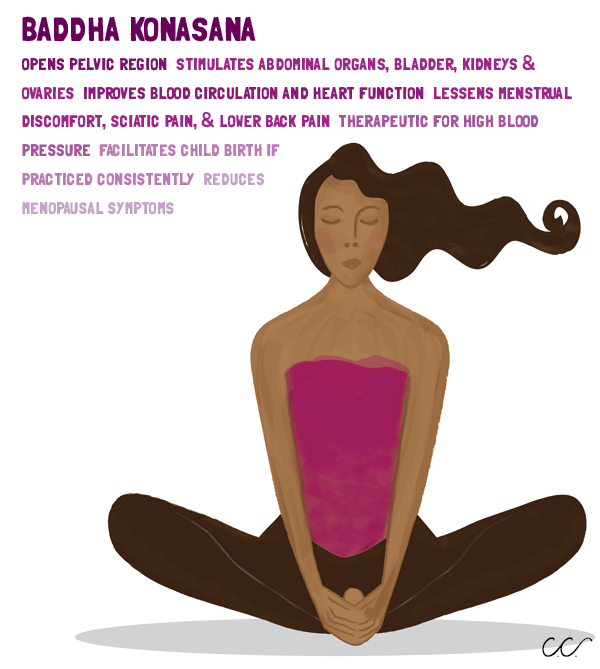 BADDHA KONASANA
OPENS PELVIC REGION STIMULATES ABDOMINAL ORGANS, BLADDER, KIDNEYS &
OVARIES IMPROVES BLOOD CIRCULATION AND HEART FUNCTION LESSENS MENSTRUAL
DISCOMFORT, SCIATIC PAIN, & LOWER BACK PAIN THERAPEUTIC FOR HIGH BLOOD
PRESSURE FACILITATES CHILD BIRTH IF
PRACTICED CONSISTENTLY REDUCES
MENOPAUSAL SYMPTOMS